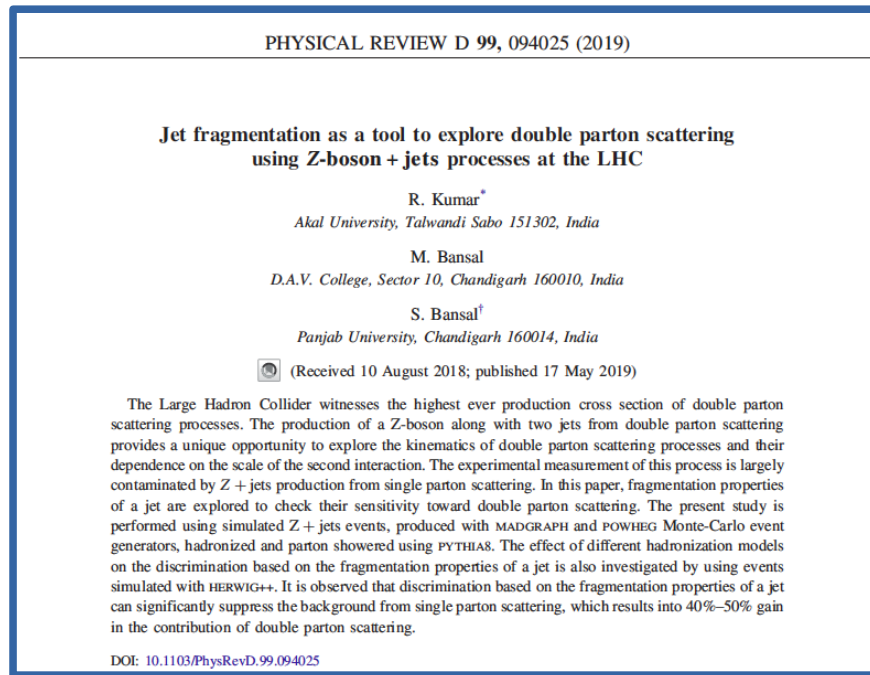 PHYSICAL REVIEW D 99, 094025 (2019)
Jet fragmentation as a tool to explore double parton scattering
using Z-boson + jets processes at the LHC
R. Kumar*
Akal University, Talwandi Sabo 151302, India
M. Bansal
D.A.V. College, Sector 10, Chandigarh 160010, India
S. Bansal†
Panjab University, Chandigarh 160014, India
(Received 10 August 2018; published 17 May 2019)
The Large Hadron Collider witnesses the highest ever production cross section of double parton
scattering processes. The production of a Z-boson along with two jets from double parton scattering
provides a unique opportunity to explore the kinematics of double parton scattering processes and their
dependence on the scale of the second interaction. The experimental measurement of this process is largely
contaminated by Z + jets production from single parton scattering. In this paper, fragmentation properties
of a jet are explored to check their sensitivity toward double parton scattering. The present study is
performed using simulated Z + jets events, produced with MADGRAPH and POWHEG Monte-Carlo event
generators, hadronized and parton showered using PYTHIA8. The effect of different hadronization models
on the discrimination based on the fragmentation properties of a jet is also investigated by using events
simulated with HERWIG++. It is observed that discrimination based on the fragmentation properties of a jet
can significantly suppress the background from single parton scattering, which results into 40%–50% gain
in the contribution of double parton scattering.
DOI: 10.1103/PhysRevD.99.094025